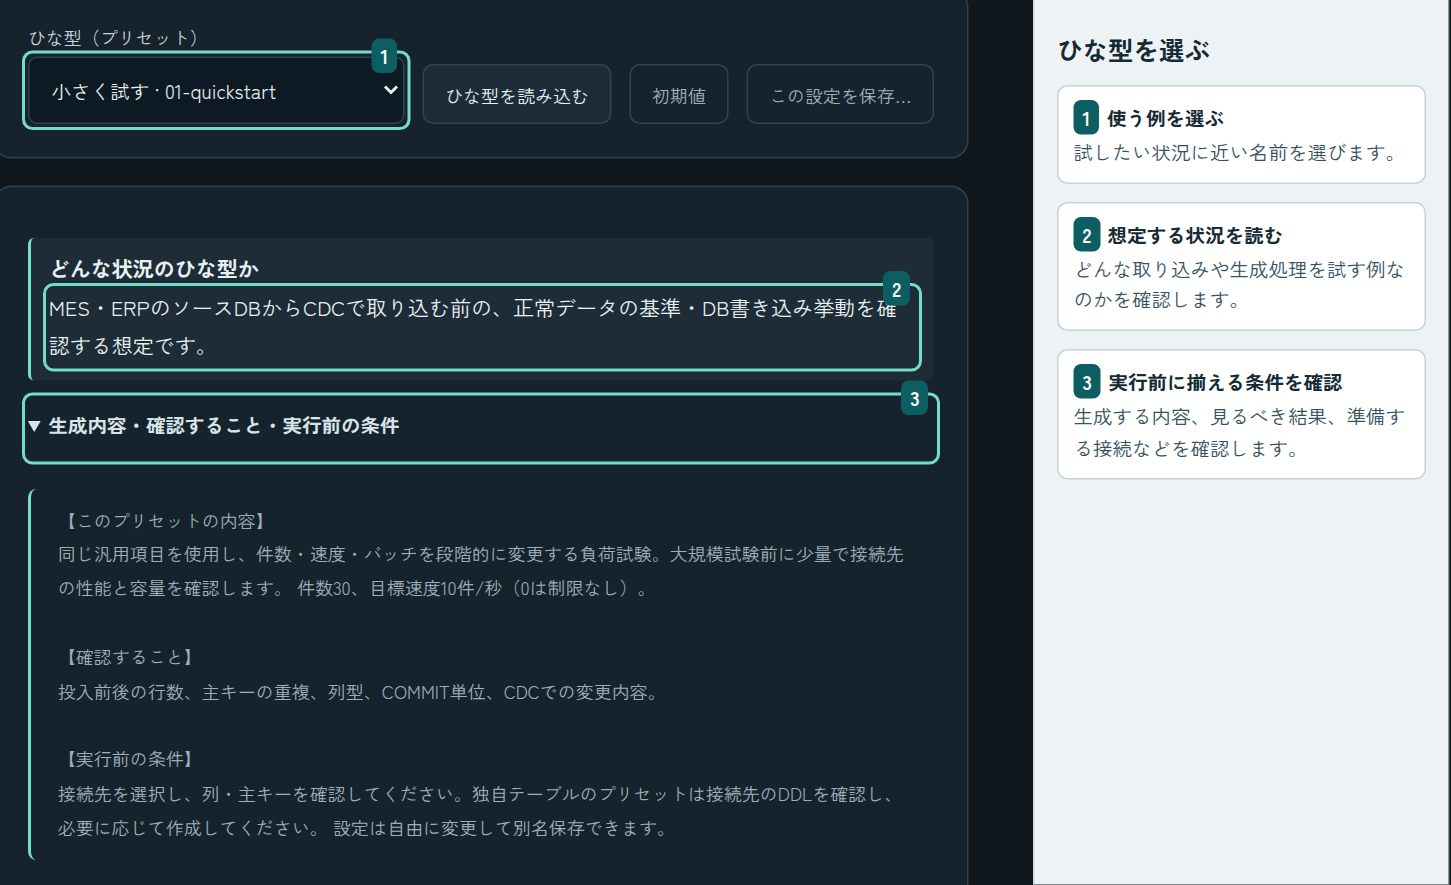 ひな型（プリセット）
1
小さく試す · 01-quickstart
ひな型を読み込む
初期値
この設定を保存...
どんな状況のひな型か
2
MES・ERPのソースDBからCDCで取り込む前の、正常データの基準・DB書き込み挙動を確
認する想定です。
3
▼ 生成内容・確認すること・実行前の条件
【このプリセットの内容】
同じ汎用項目を使用し、件数・速度・バッチを段階的に変更する負荷試験。大規模試験前に少量で接続先
の性能と容量を確認します。 件数30、目標速度10件/秒（0は制限なし）。
【確認すること】
投入前後の行数、主キーの重複、列型、COMMIT単位、CDCでの変更内容。
【実行前の条件】
接続先を選択し、列・主キーを確認してください。独自テーブルのプリセットは接続先のDDLを確認し、
必要に応じて作成してください。 設定は自由に変更して別名保存できます。
ひな型を選ぶ
1 使う例を選ぶ
試したい状況に近い名前を選びます。
2 想定する状況を読む
どんな取り込みや生成処理を試す例な
のかを確認します。
3 実行前に揃える条件を確認
生成する内容、見るべき結果、準備す
る接続などを確認します。